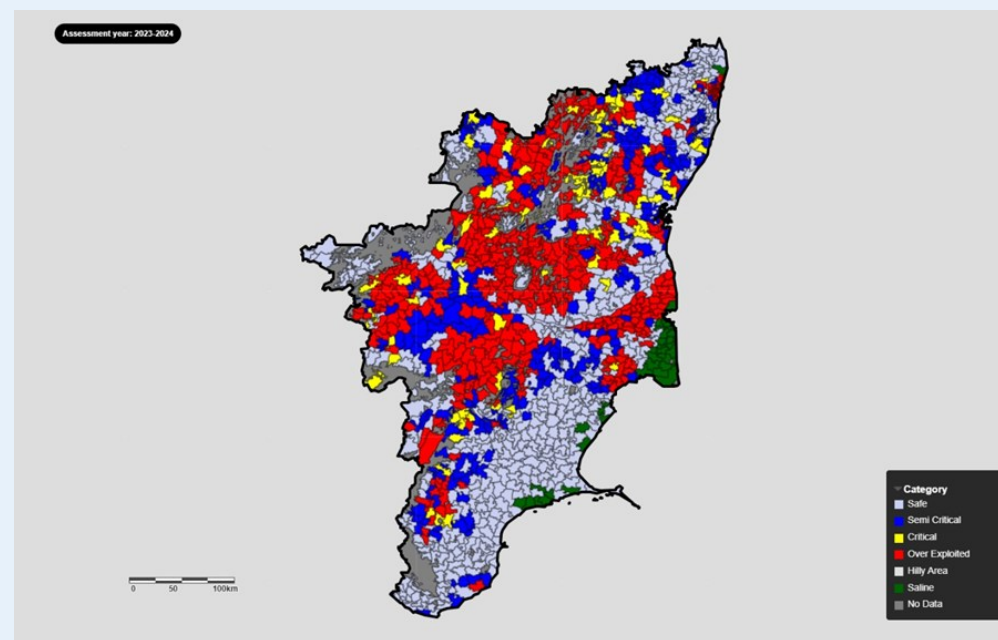 Assessment year: 2023-2024
Category
Safe
Semi Critical
Critical
Over Exploited
Hilly Area
Saline
No Data
0 50 100km